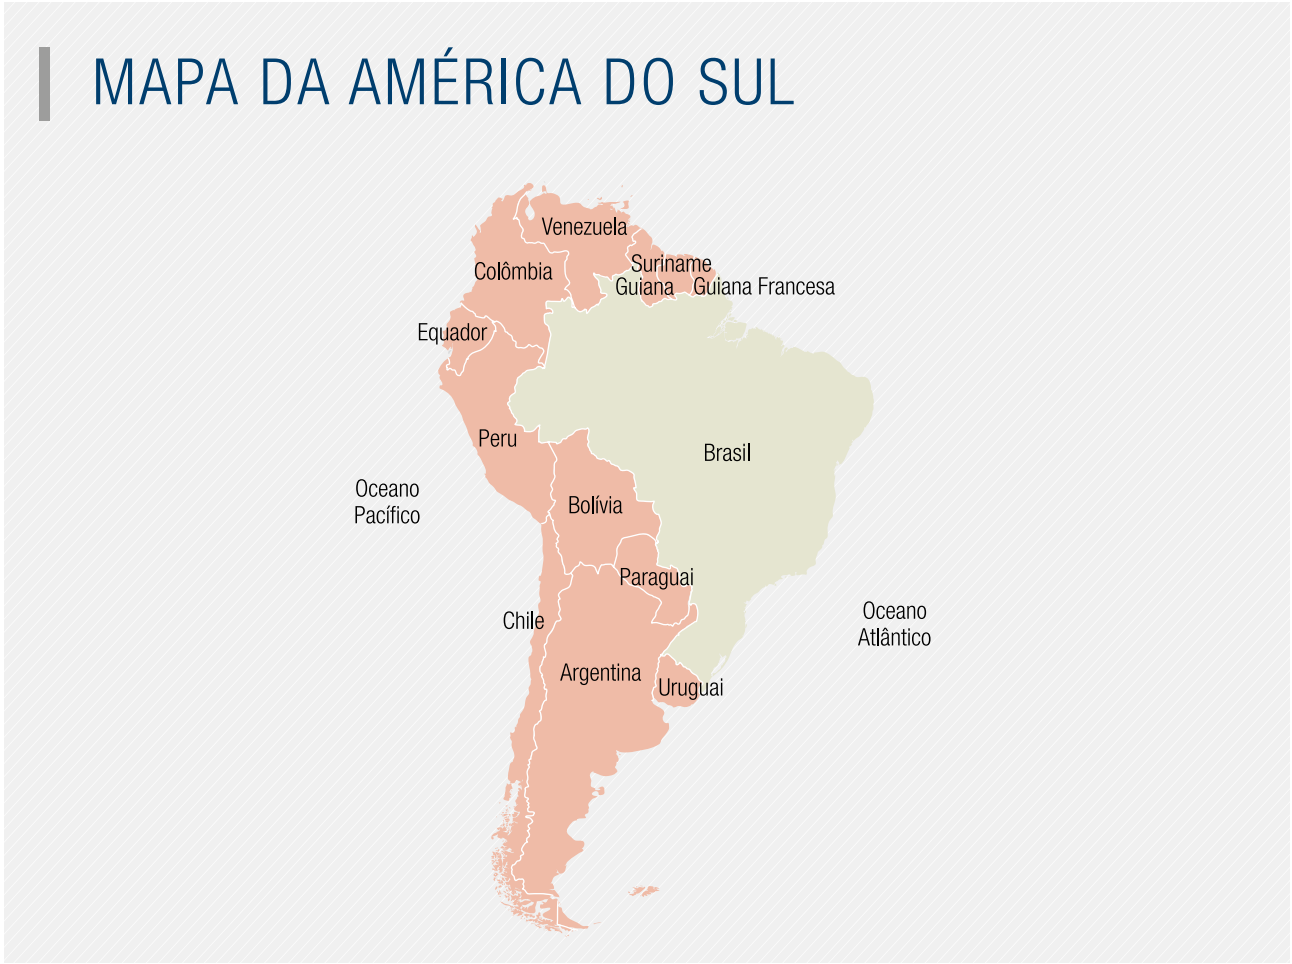 MAPA DA AMÉRICA DO SUL
Venezuela
Suriname
Colômbia
Guiana
Guiana Francesa
Equador
Peru
Brasil
Oceano
Pacífico
Bolívia
Paraguai
Chile
Oceano
Atlântico
Argentina
Uruguai